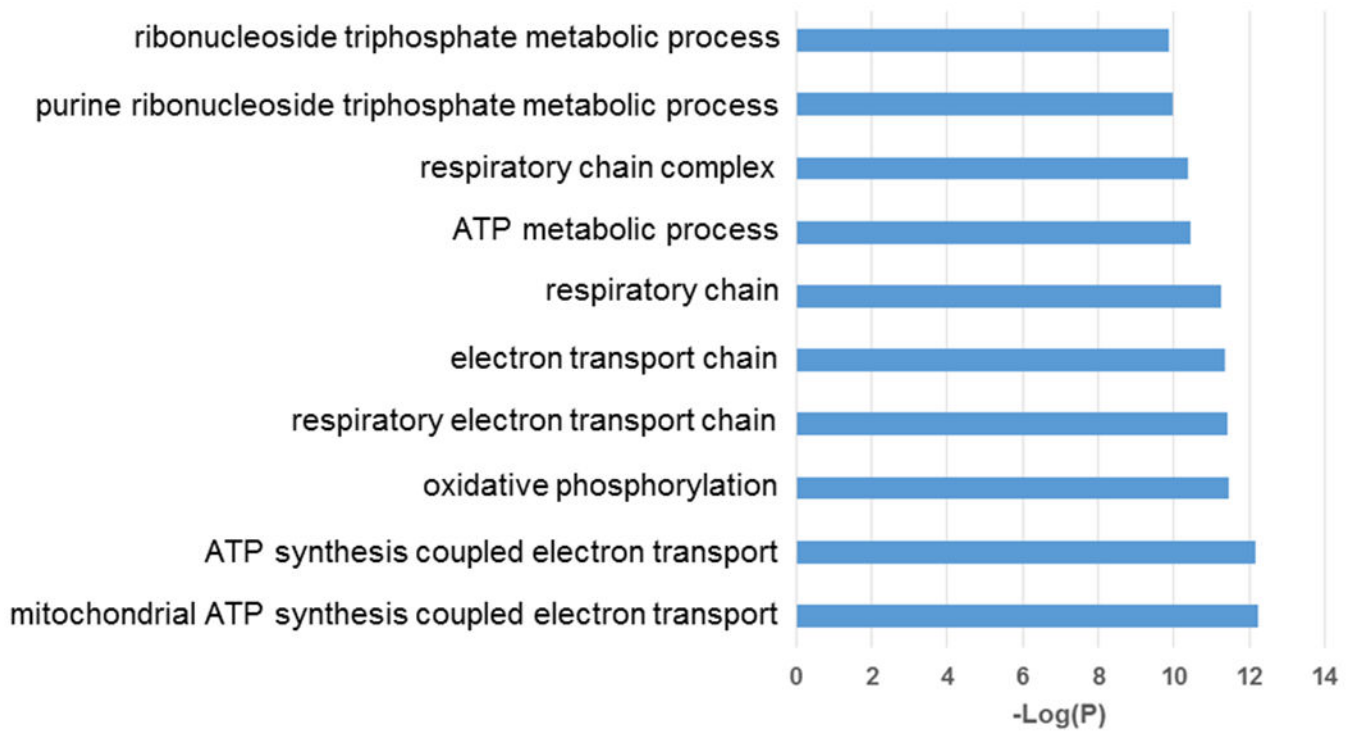 ribonucleoside triphosphate metabolic process
purine ribonucleoside triphosphate metabolic process
respiratory chain complex
ATP metabolic process
respiratory chain
electron transport chain
respiratory electron transport chain
oxidative phosphorylation
ATP synthesis coupled electron transport
mitochondrial ATP synthesis coupled electron transport
0 2 4 6 8 10 12 14
-Log(P)